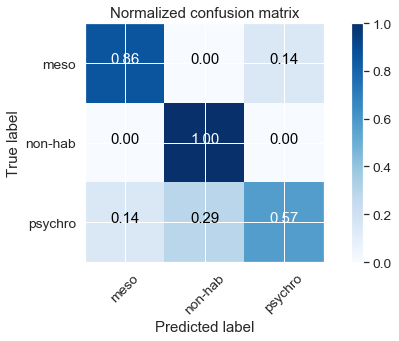 Normalized confusion matrix
True label
meso
non-hab
psychro
0.86 0.00 0.14
0.00 1.00 0.00
0.14 0.29 0.57
meso non-hab psychro
Predicted label
1.0
0.8
0.6
0.4
0.2
0.0